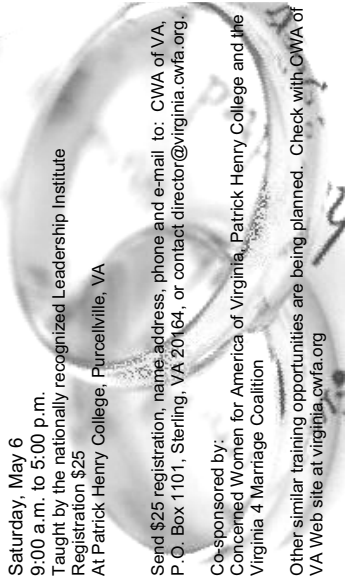 Saturday, May 6
9:00 a.m. to 5:00 p.m.
Taught by the nationally recognized Leadership Institute
Registration $25
At Patrick Henry College, Purcellville, VA
Send $25 registration, name, address, phone and e-mail to: CWA of VA,
P.O. Box 1101, Sterling, VA 20164, or contact director@virginia.cwfa.org.
Co-sponsored by:
Concerned Women for America of Virginia, Patrick Henry College and the
Virginia 4 Marriage Coalition
Other similar training opportunities are being planned. Check with CWA of
VA Web site at virginia.cwfa.org